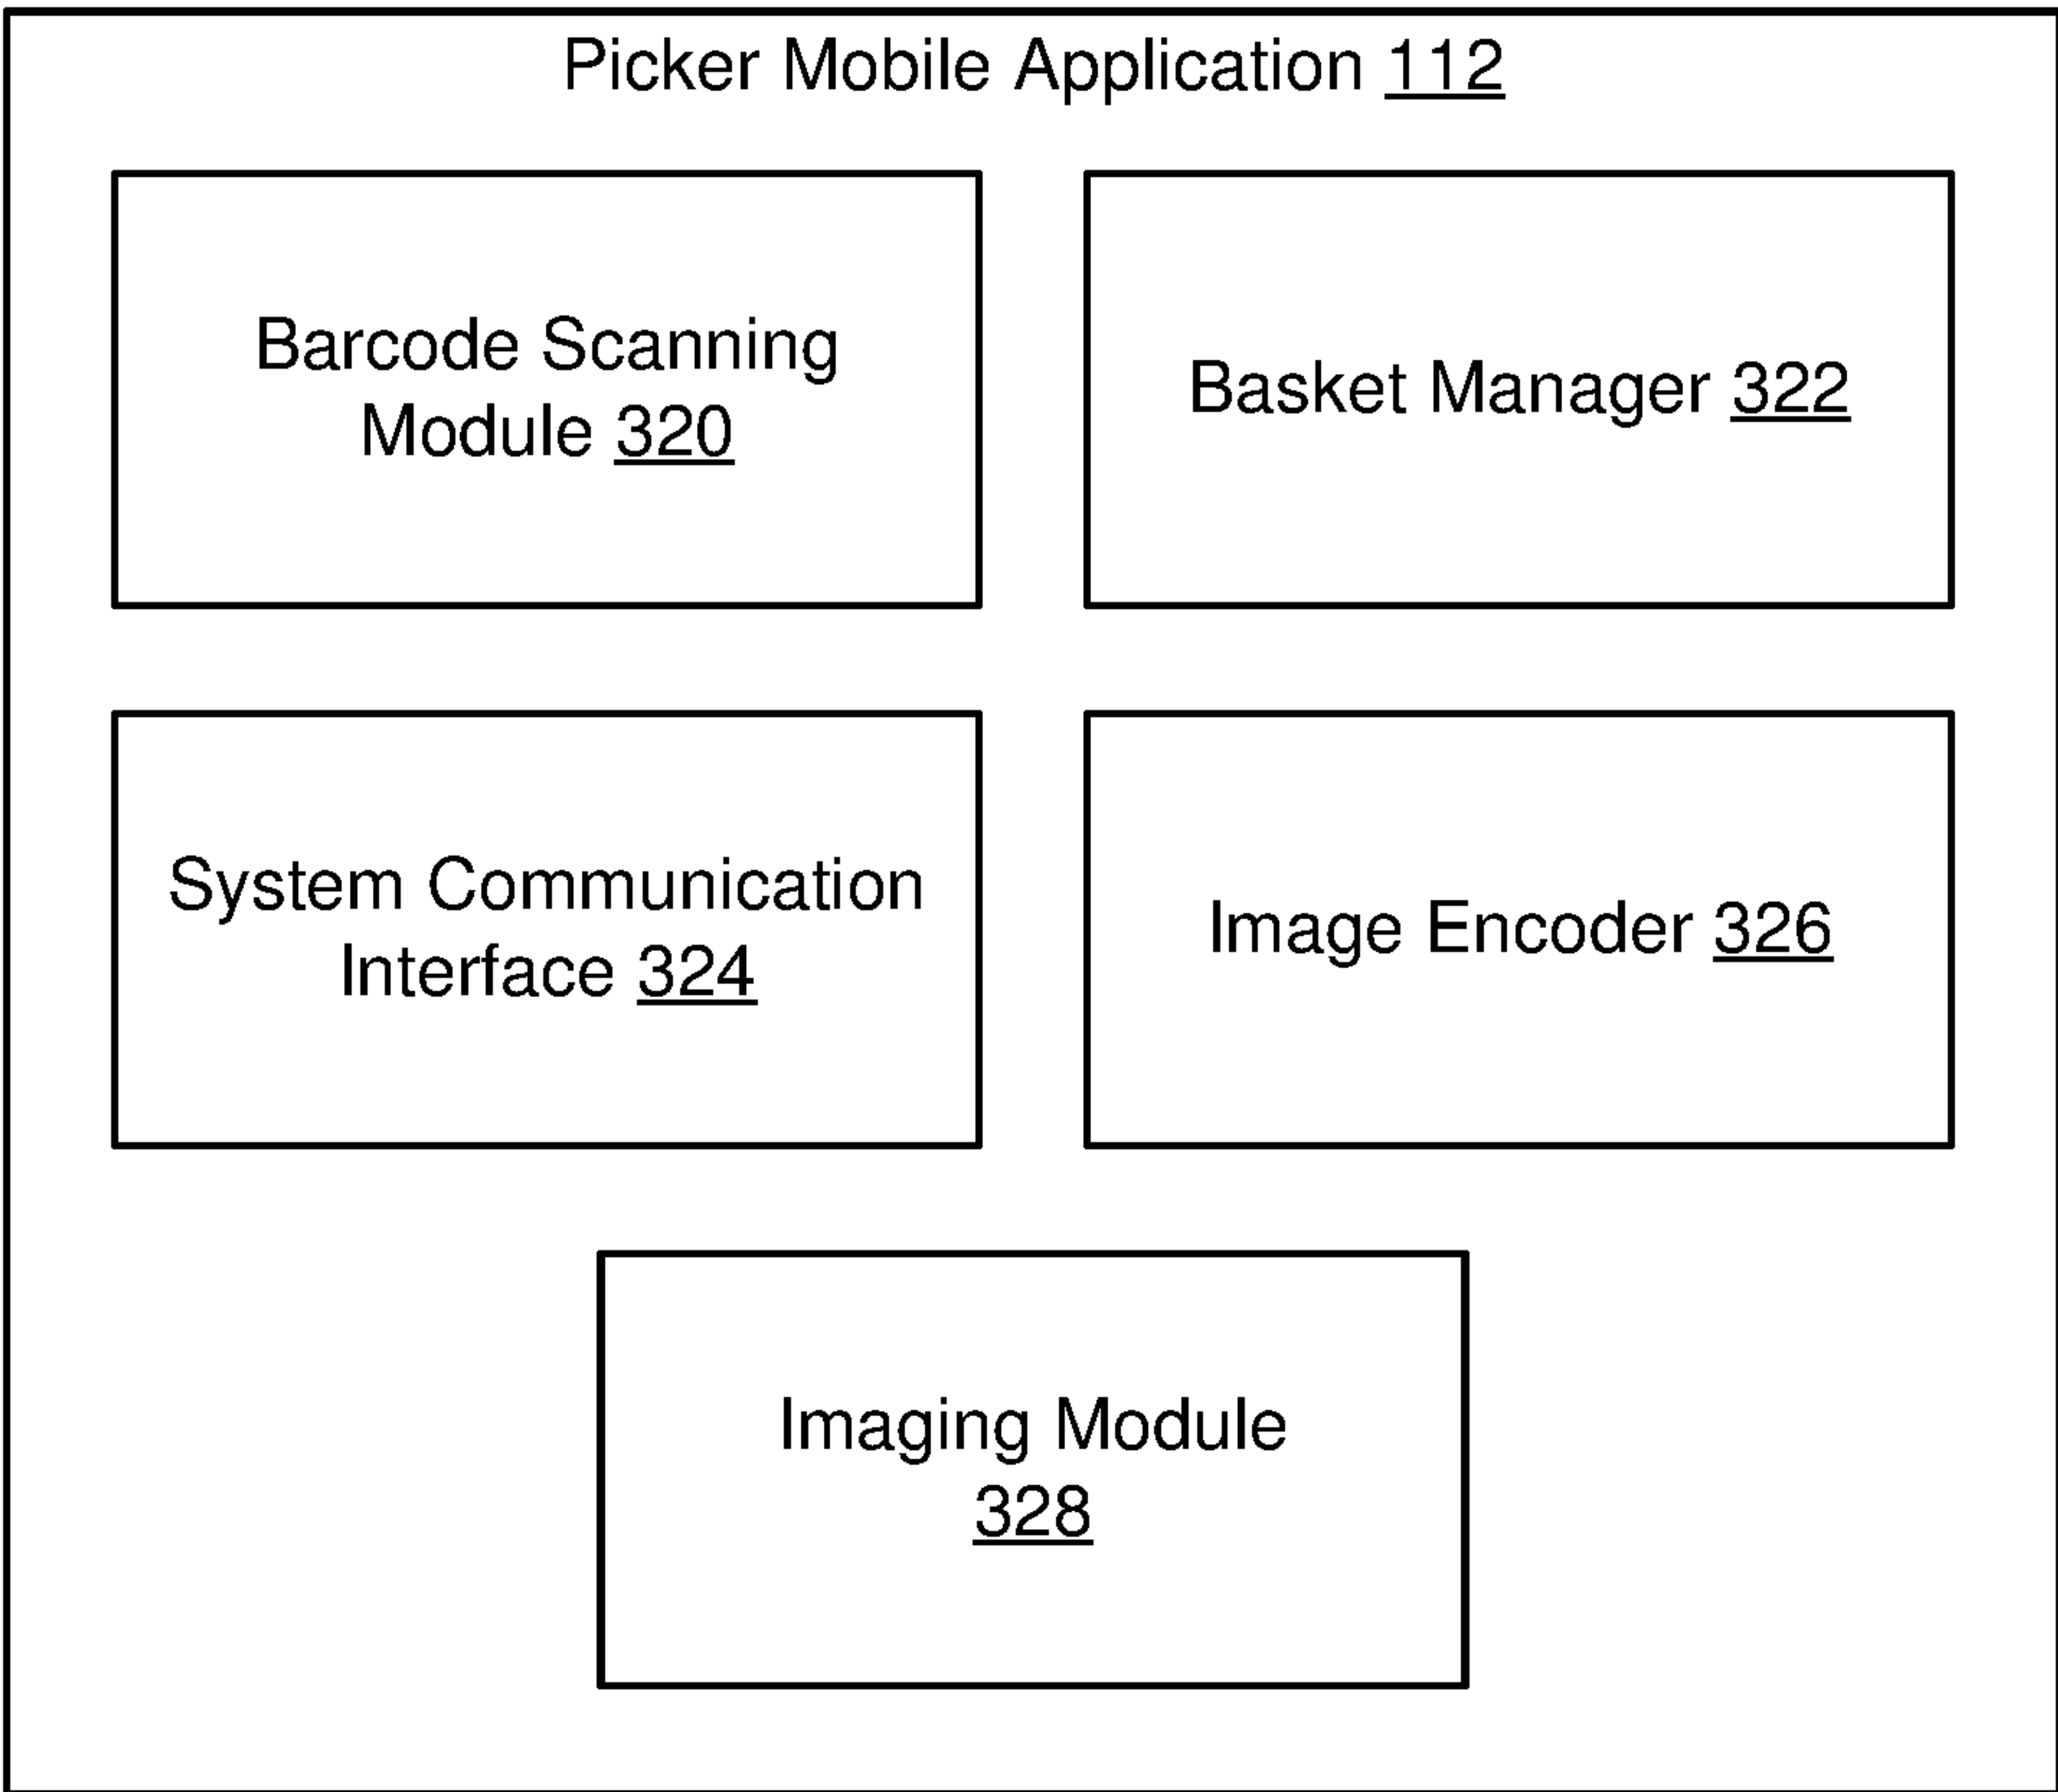 Picker Mobile Application 112
Barcode Scanning
Module 320
Basket Manager 322
System Communication
Interface 324
Image Encoder 326
Imaging Module
328